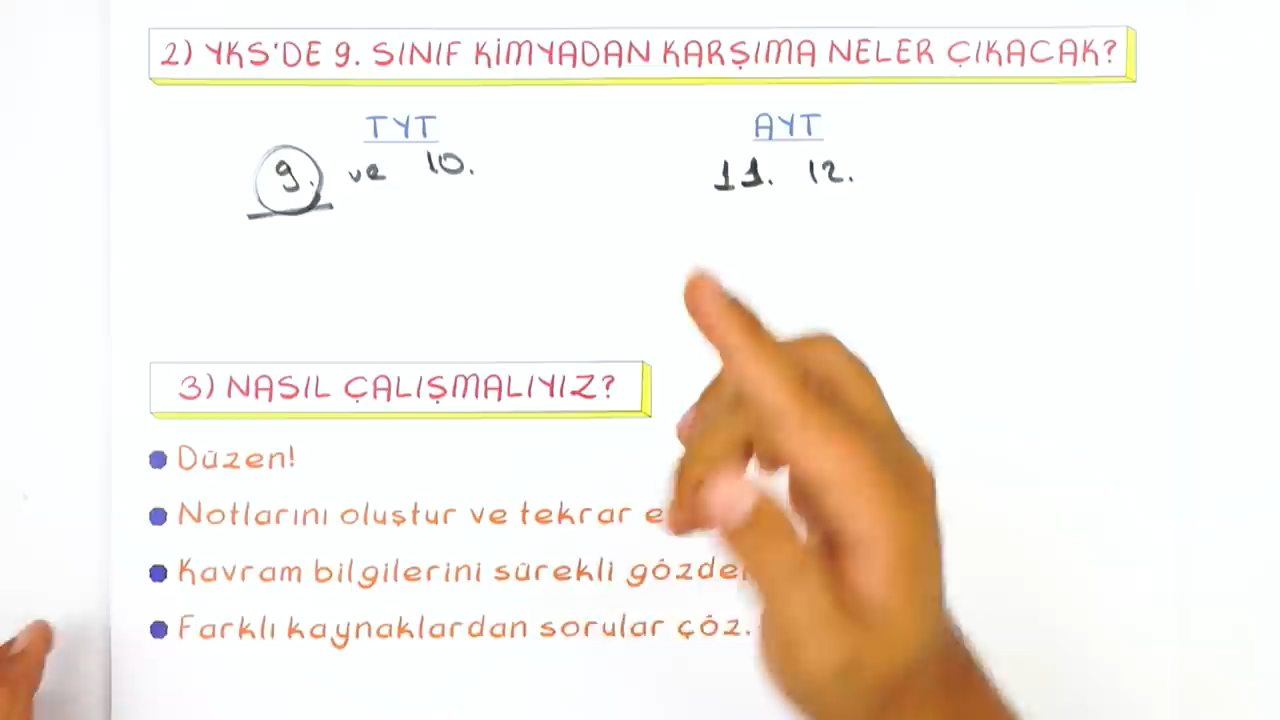 2) YKS'DE 9. SINIF KİMYADAN KARŞIMA NELER ÇIKACAK?
TYT AYT
9. ve 10. 11. 12.
3) NASIL ÇALIŞMALIYIZ?
Düzen!
Notlarını oluştur ve tekrar
Kavram bilgilerini sürekli
Farklı kaynaklardan sorular çöz.